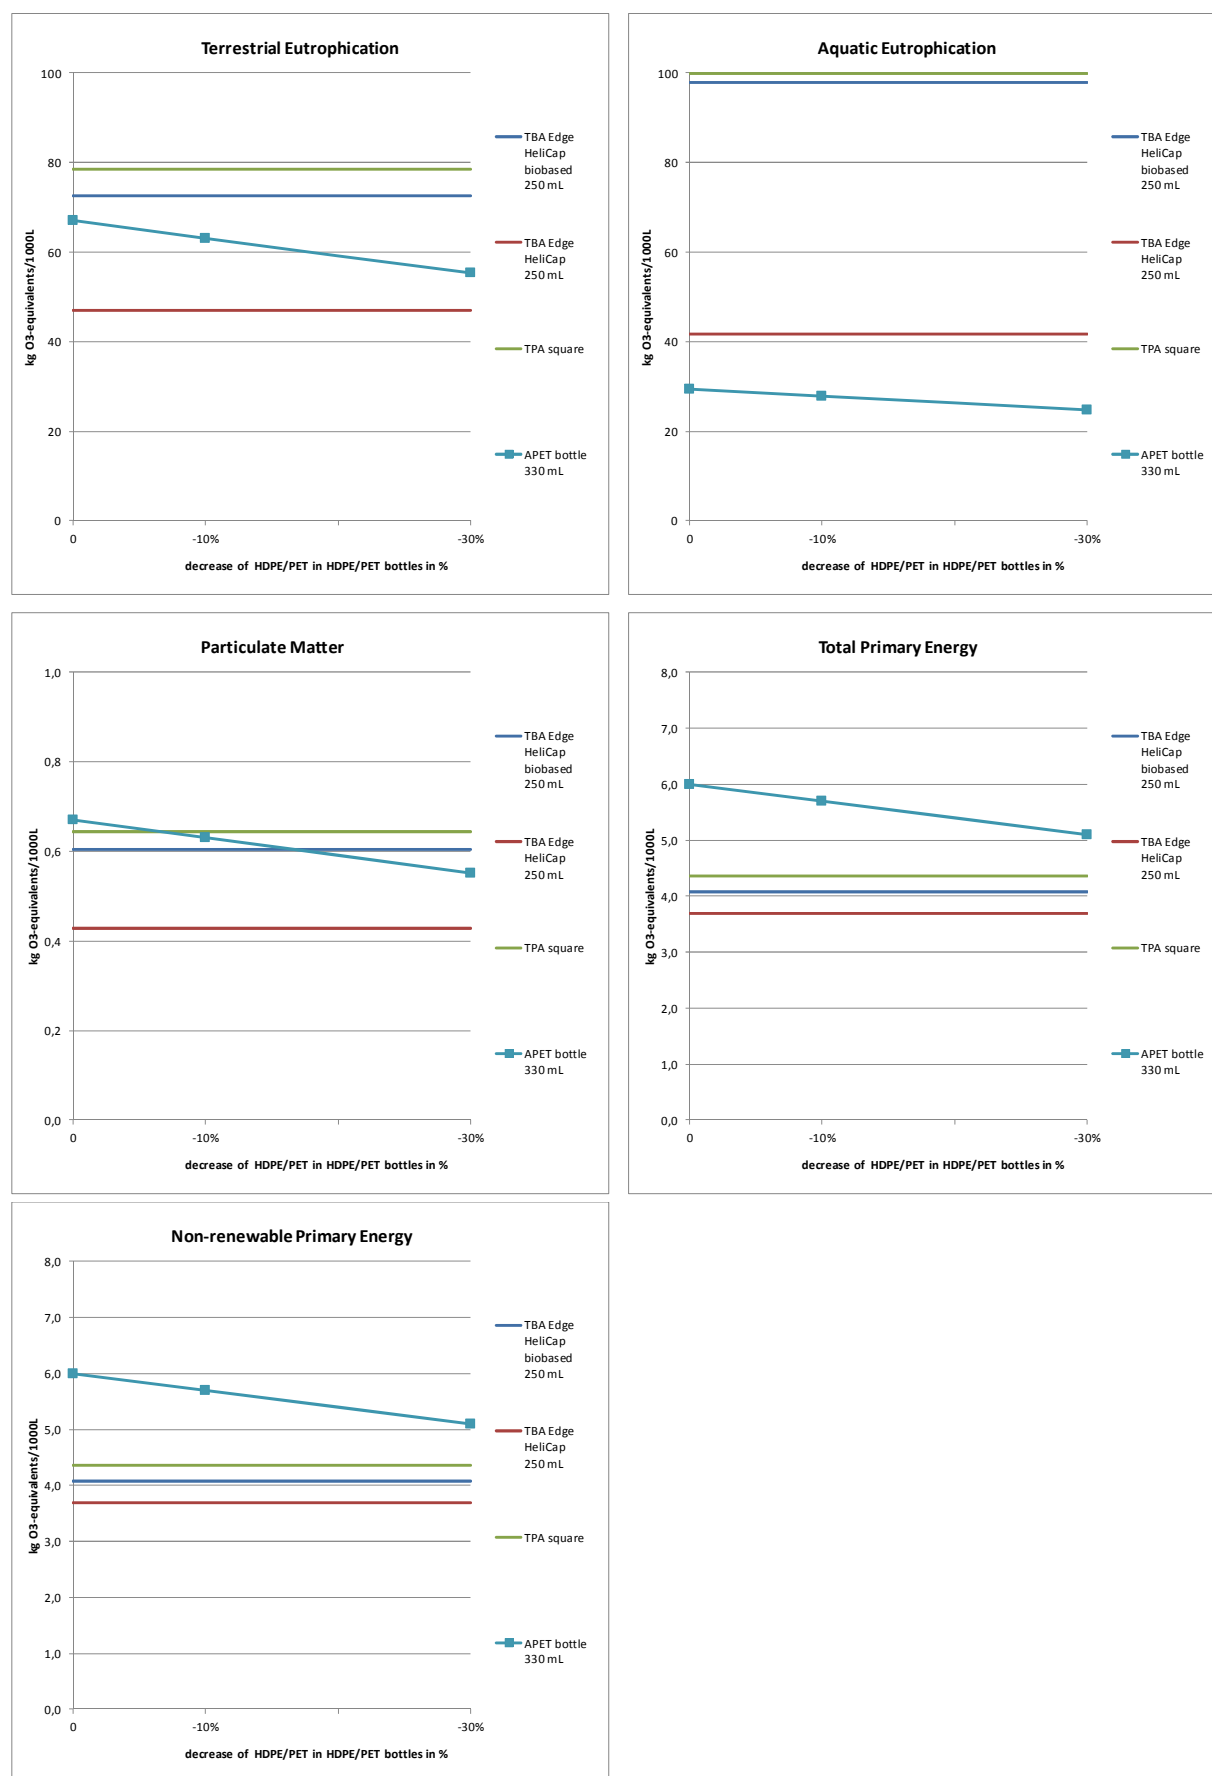 Terrestrial Eutrophication
kg O3-equivalents/1000L
100
80
60
40
20
0
0
-10%
-30%
decrease of HDPE/PET in HDPE/PET bottles in %
TBA Edge
HeliCap
biobased
250 mL
TBA Edge
HeliCap
250 mL
TPA square
APET bottle
330 mL
Aquatic Eutrophication
kg O3-equivalents/1000L
100
80
60
40
20
0
0
-10%
-30%
decrease of HDPE/PET in HDPE/PET bottles in %
TBA Edge
HeliCap
biobased
250 mL
TBA Edge
HeliCap
250 mL
TPA square
APET bottle
330 mL
Particulate Matter
kg O3-equivalents/1000L
1,0
0,8
0,6
0,4
0,2
0,0
0
-10%
-30%
decrease of HDPE/PET in HDPE/PET bottles in %
TBA Edge
HeliCap
biobased
250 mL
TBA Edge
HeliCap
250 mL
TPA square
APET bottle
330 mL
Total Primary Energy
kg O3-equivalents/1000L
8,0
7,0
6,0
5,0
4,0
3,0
2,0
1,0
0,0
0
-10%
-30%
decrease of HDPE/PET in HDPE/PET bottles in %
TBA Edge
HeliCap
biobased
250 mL
TBA Edge
HeliCap
250 mL
TPA square
APET bottle
330 mL
Non-renewable Primary Energy
kg O3-equivalents/1000L
8,0
7,0
6,0
5,0
4,0
3,0
2,0
1,0
0,0
0
-10%
-30%
decrease of HDPE/PET in HDPE/PET bottles in %
TBA Edge
HeliCap
biobased
250 mL
TBA Edge
HeliCap
250 mL
TPA square
APET bottle
330 mL